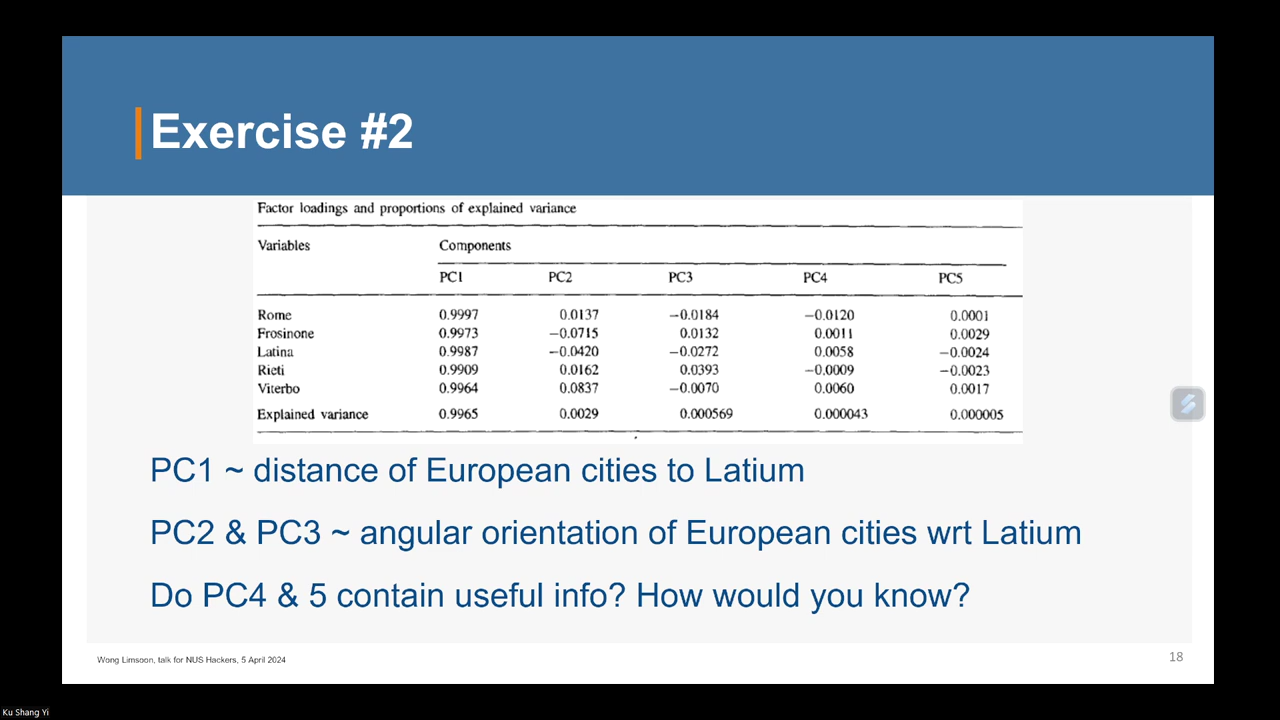 Exercise #2
Factor loadings and proportions of explained variance
Variables Components
PC1 PC2 PC3 PC4 PC5
Rome 0.9997 0.0137 −0.0184 −0.0120 0.0001
Frosinone 0.9973 −0.0715 0.0132 0.0011 0.0029
Latina 0.9987 −0.0420 −0.0272 0.0058 −0.0024
Rieti 0.9909 0.0162 0.0393 −0.0009 −0.0023
Viterbo 0.9964 0.0837 −0.0070 0.0060 0.0017
Explained variance 0.9965 0.0029 0.000569 0.000043 0.000005
PC1 ~ distance of European cities to Latium
PC2 & PC3 ~ angular orientation of European cities wrt Latium
Do PC4 & 5 contain useful info? How would you know?
Wong Limsoon, talk for NUS Hackers, 5 April 2024
18
Ku Shang Yi